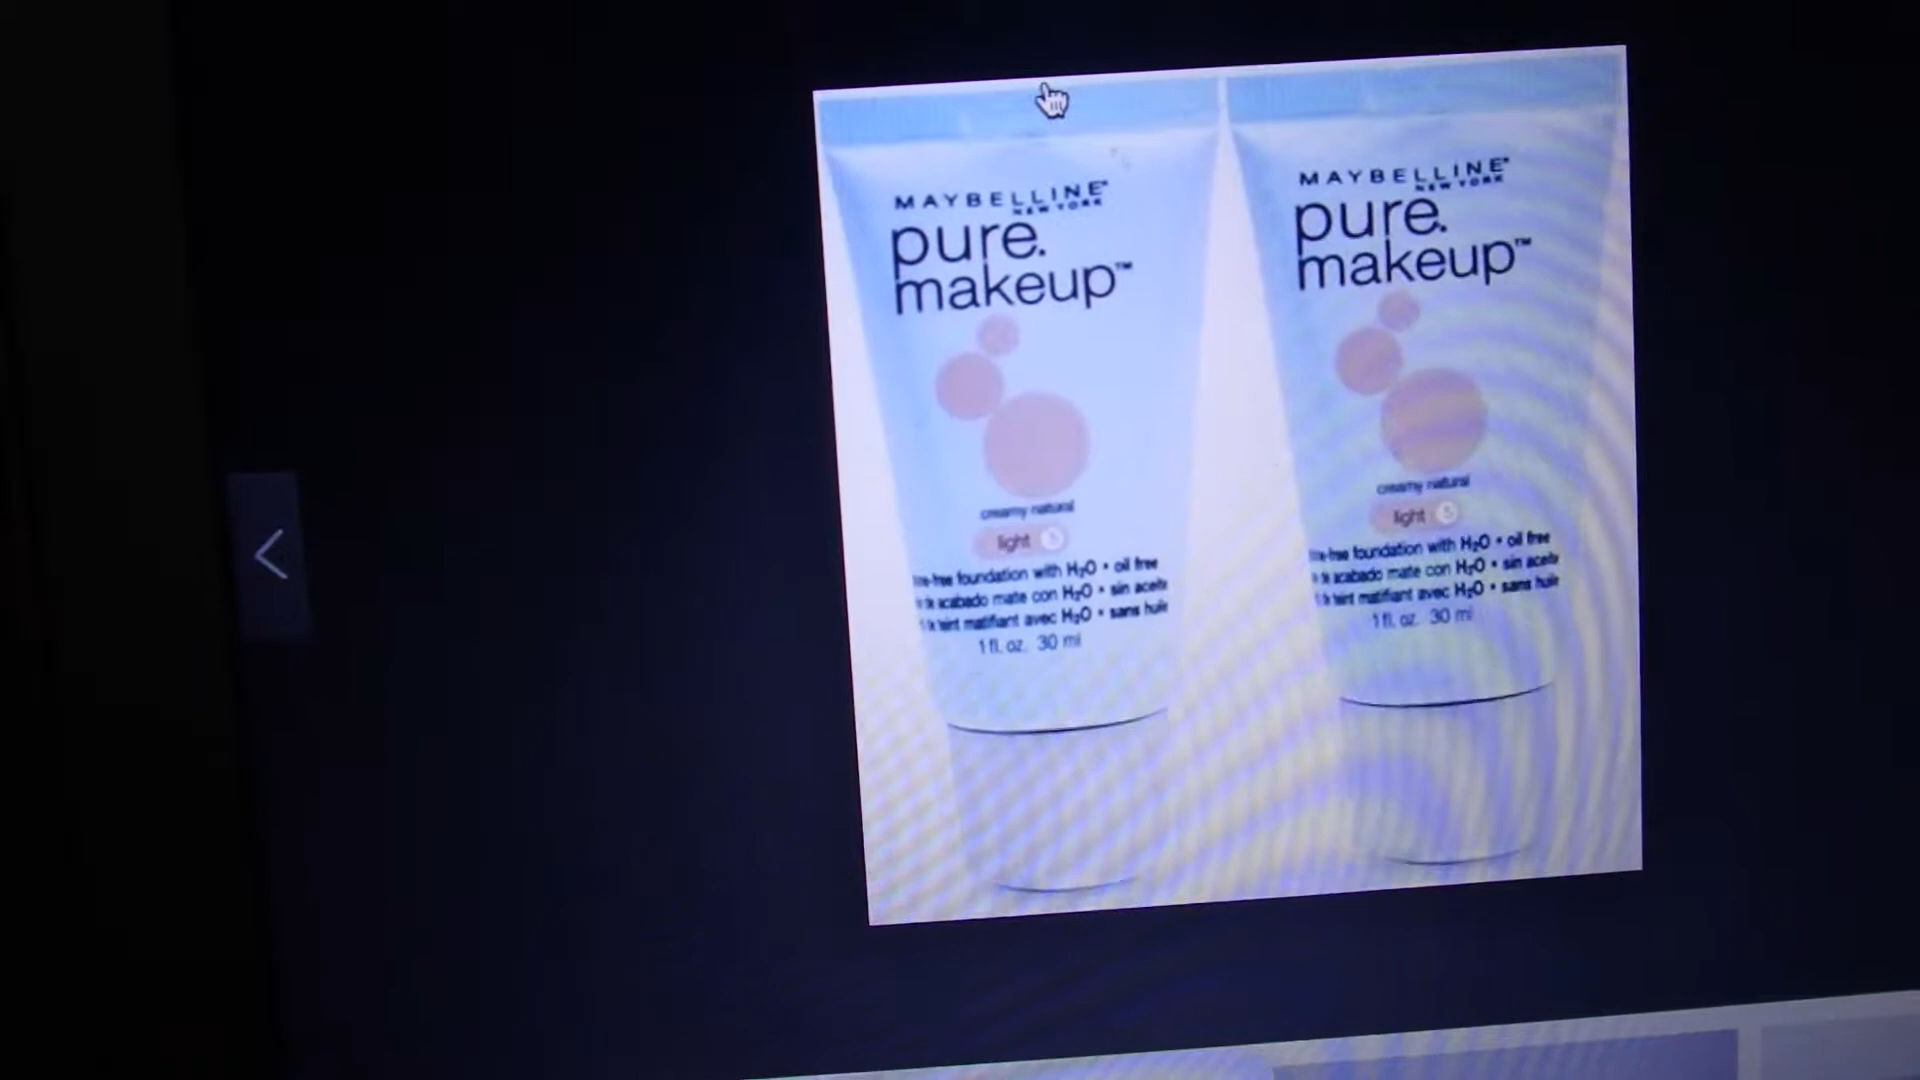 MAYBELLINE
NEW YORK
pure.
makeup™
creamy natural
light 5
foundation with H₂O • oil free
acabado mate con H₂O • sin aceite
teint matifiant avec H₂O • sans huile
1 fl. oz. 30 ml
MAYBELLINE
NEW YORK
pure.
makeup™
creamy natural
light 5
foundation with H₂O • oil free
acabado mate con H₂O • sin aceite
teint matifiant avec H₂O • sans huile
1 fl. oz. 30 ml